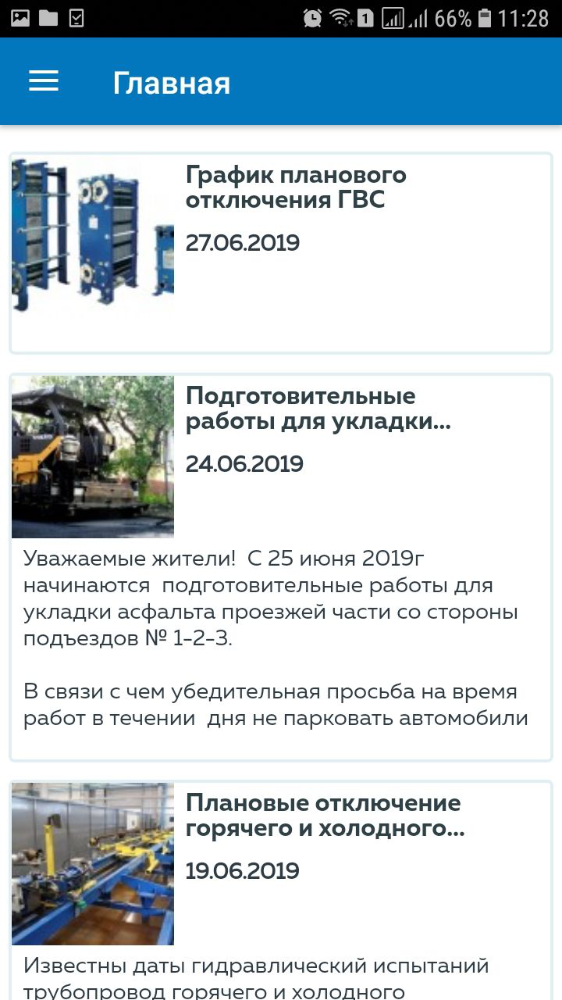 1 66% 11:28
Главная
График планового
отключения ГВС
27.06.2019
Подготовительные
работы для укладки...
24.06.2019
Уважаемые жители! С 25 июня 2019г
начинаются подготовительные работы для
укладки асфальта проезжей части со стороны
подъездов № 1-2-3.
В связи с чем убедительная просьба на время
работ в течении дня не парковать автомобили
Плановые отключение
горячего и холодного...
19.06.2019
Известны даты гидравлический испытаний
трубопровод горячего и холодного